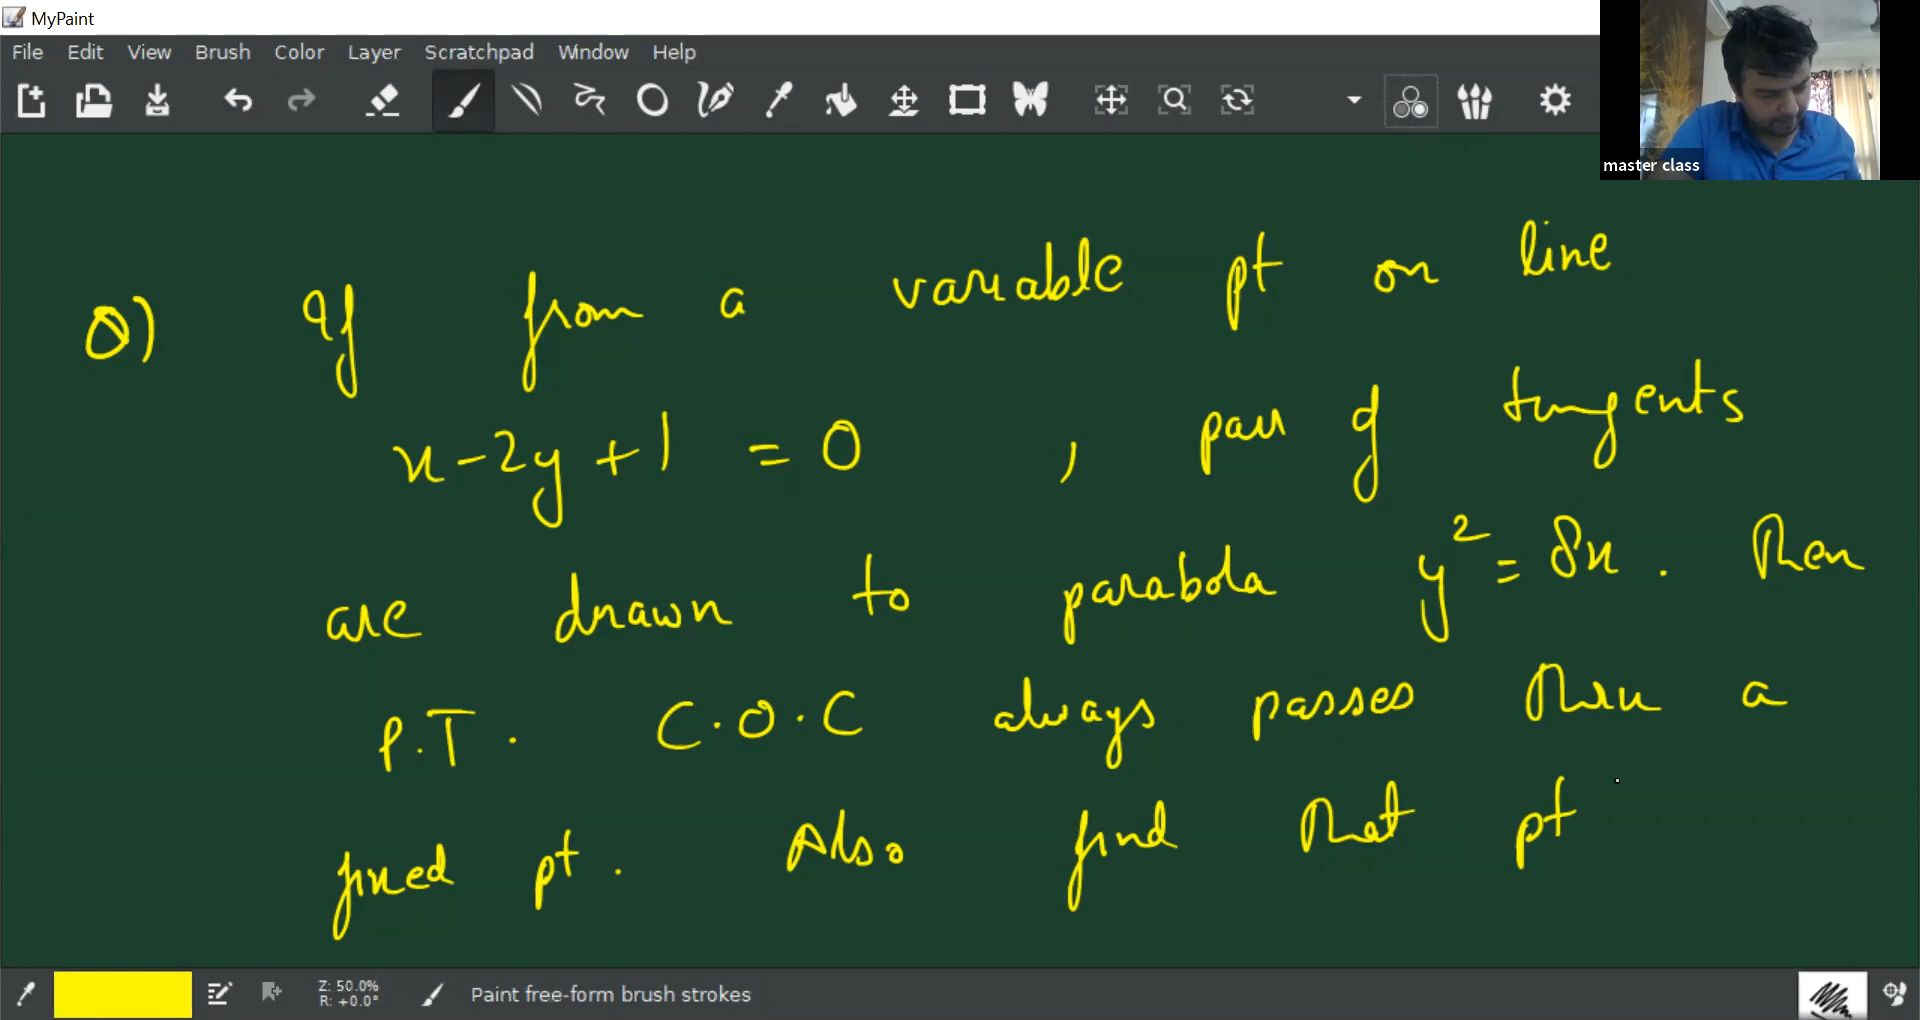 MyPaint
File Edit View Brush Color Layer Scratchpad Window Help
master class
Q) If from a variable pt on line
x-2y+1 = 0 , pair of tangents
are drawn to parabola y² = 8x. Then
P.T. C.O.C always passes thru a
fixed pt. Also find that pt
Z: 50.0%
R: +0.0°
Paint free-form brush strokes